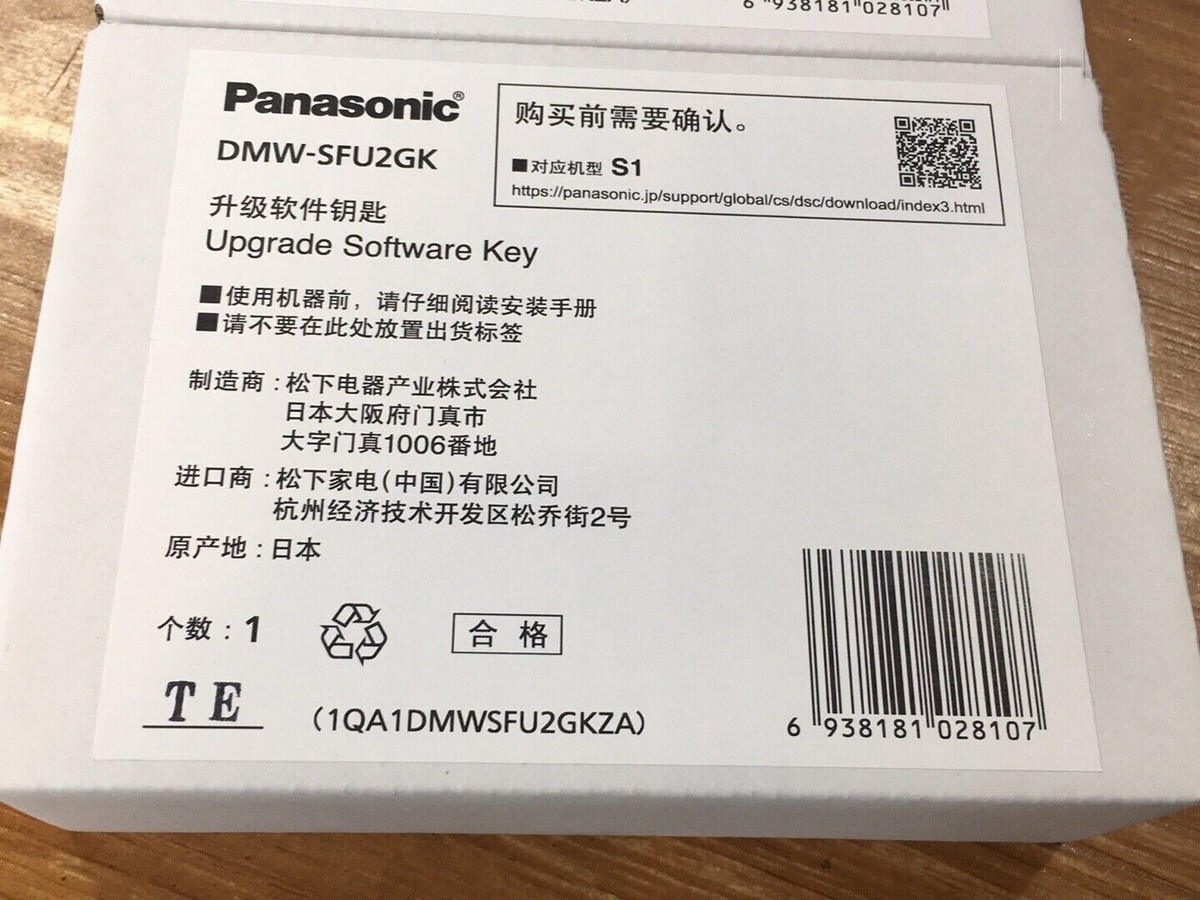 6 938181 028107
Panasonic®
DMW-SFU2GK
购买前需要确认。
■对应机型 S1
https://panasonic.jp/support/global/cs/dsc/download/index3.html
升级软件钥匙
Upgrade Software Key
■使用机器前，请仔细阅读安装手册
■请不要在此处放置出货标签
制造商：松下电器产业株式会社
日本大阪府门真市
大字门真1006番地
进口商：松下家电(中国)有限公司
杭州经济技术开发区松乔街2号
原产地：日本
个数：1
合格
TE
(1QA1DMWSFU2GKZA)
6 938181 028107